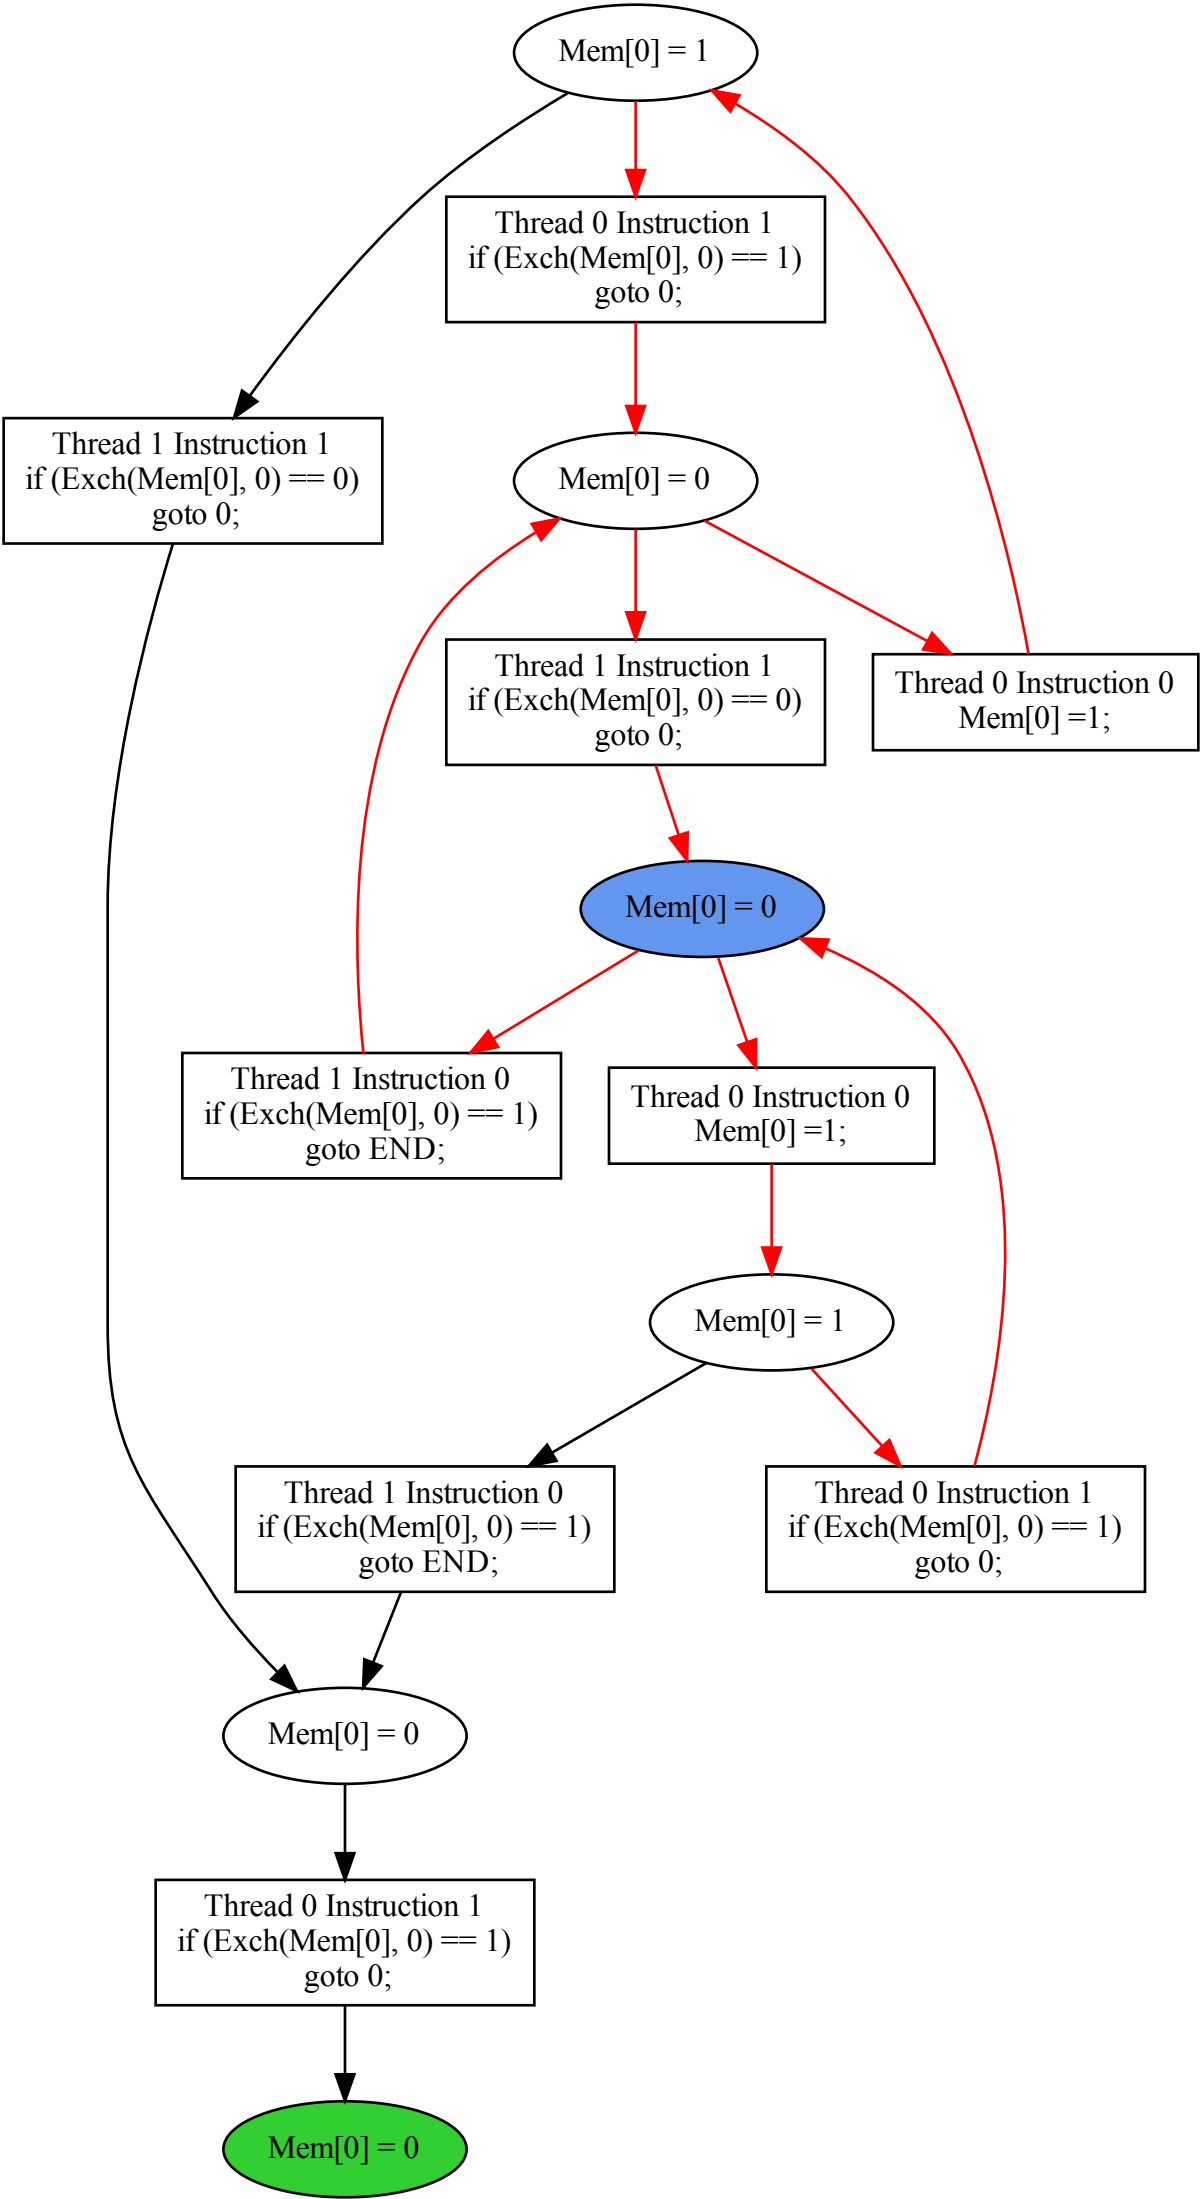 Mem[0] = 1
Thread 0 Instruction 1
if (Exch(Mem[0], 0) == 1)
goto 0;
Thread 1 Instruction 1
if (Exch(Mem[0], 0) == 0)
goto 0;
Mem[0] = 0
Thread 1 Instruction 1
if (Exch(Mem[0], 0) == 0)
goto 0;
Thread 0 Instruction 0
Mem[0] =1;
Mem[0] = 0
Thread 1 Instruction 0
if (Exch(Mem[0], 0) == 1)
goto END;
Thread 0 Instruction 0
Mem[0] =1;
Mem[0] = 1
Thread 1 Instruction 0
if (Exch(Mem[0], 0) == 1)
goto END;
Thread 0 Instruction 1
if (Exch(Mem[0], 0) == 1)
goto 0;
Mem[0] = 0
Thread 0 Instruction 1
if (Exch(Mem[0], 0) == 1)
goto 0;
Mem[0] = 0